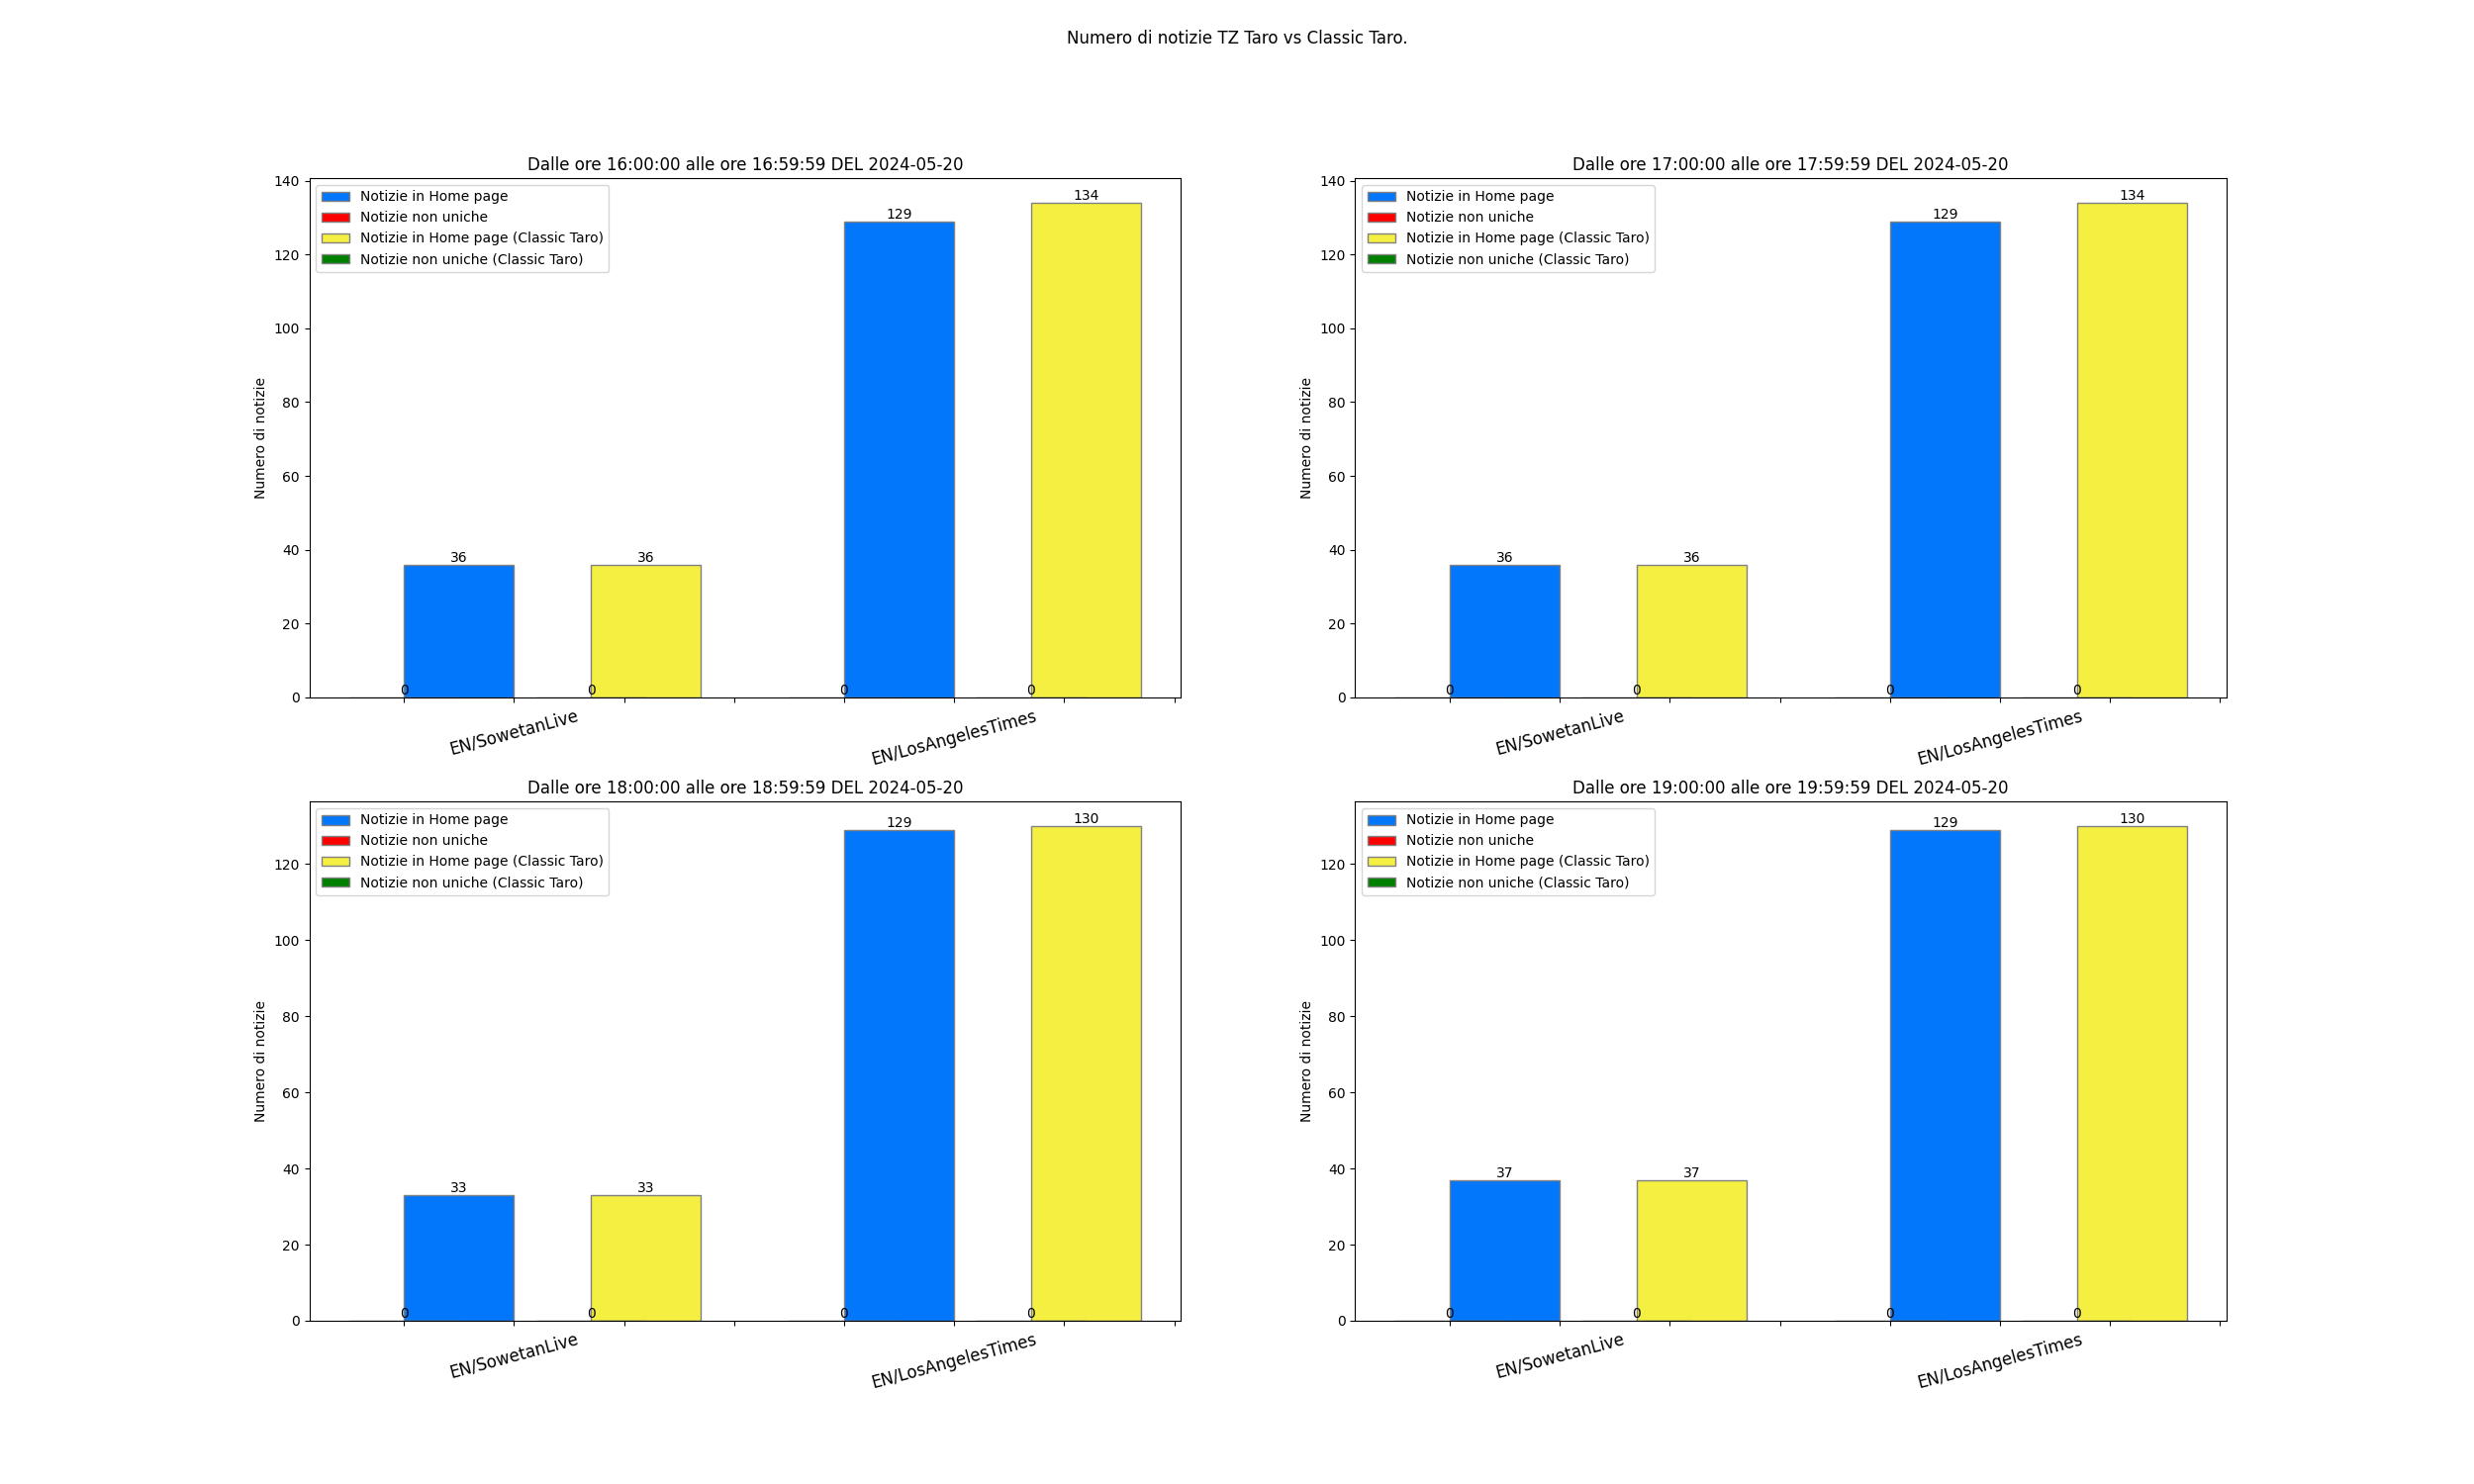 Numero di notizie TZ Taro vs Classic Taro.
Dalle ore 16:00:00 alle ore 16:59:59 DEL 2024-05-20
Notizie in Home page
Notizie non uniche
Notizie in Home page (Classic Taro)
Notizie non uniche (Classic Taro)
Numero di notizie
140
120
100
80
60
40
20
0
36
36
129
134
0
0
0
0
EN/SowetanLive
EN/LosAngelesTimes
Dalle ore 17:00:00 alle ore 17:59:59 DEL 2024-05-20
Notizie in Home page
Notizie non uniche
Notizie in Home page (Classic Taro)
Notizie non uniche (Classic Taro)
Numero di notizie
140
120
100
80
60
40
20
0
36
36
129
134
0
0
0
0
EN/SowetanLive
EN/LosAngelesTimes
Dalle ore 18:00:00 alle ore 18:59:59 DEL 2024-05-20
Notizie in Home page
Notizie non uniche
Notizie in Home page (Classic Taro)
Notizie non uniche (Classic Taro)
Numero di notizie
120
100
80
60
40
20
0
33
33
129
130
0
0
0
0
EN/SowetanLive
EN/LosAngelesTimes
Dalle ore 19:00:00 alle ore 19:59:59 DEL 2024-05-20
Notizie in Home page
Notizie non uniche
Notizie in Home page (Classic Taro)
Notizie non uniche (Classic Taro)
Numero di notizie
120
100
80
60
40
20
0
37
37
129
130
0
0
0
0
EN/SowetanLive
EN/LosAngelesTimes